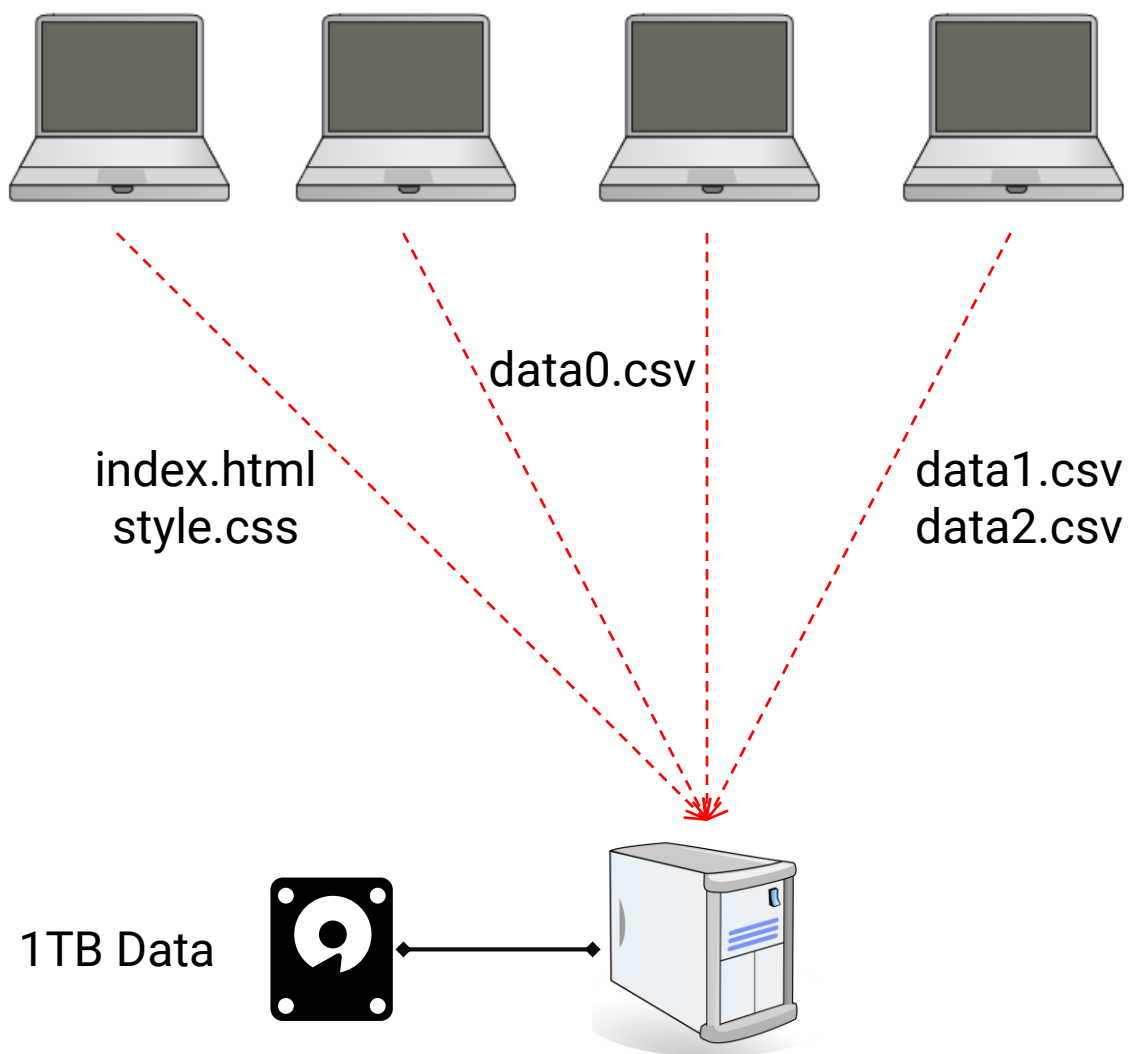 data0.csv
index.html
style.css
data1.csv
data2.csv
1TB Data